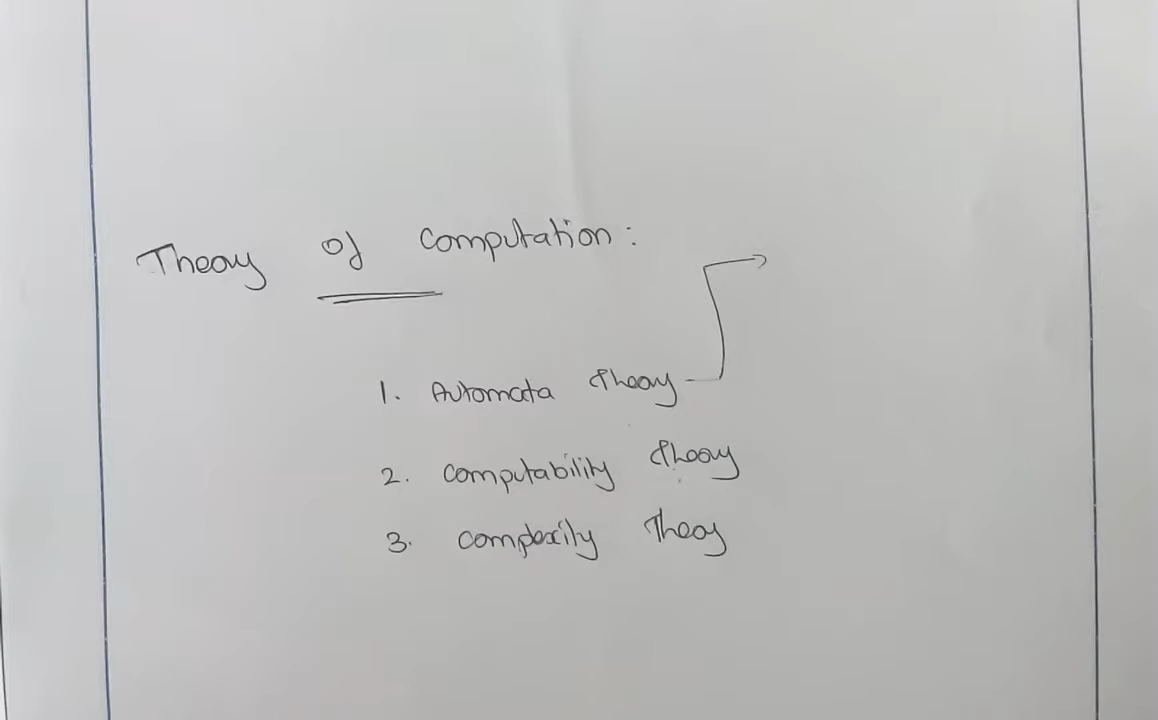 Theory of Computation:
1. Automata Theory
2. Computability Theory
3. Complexity Theory